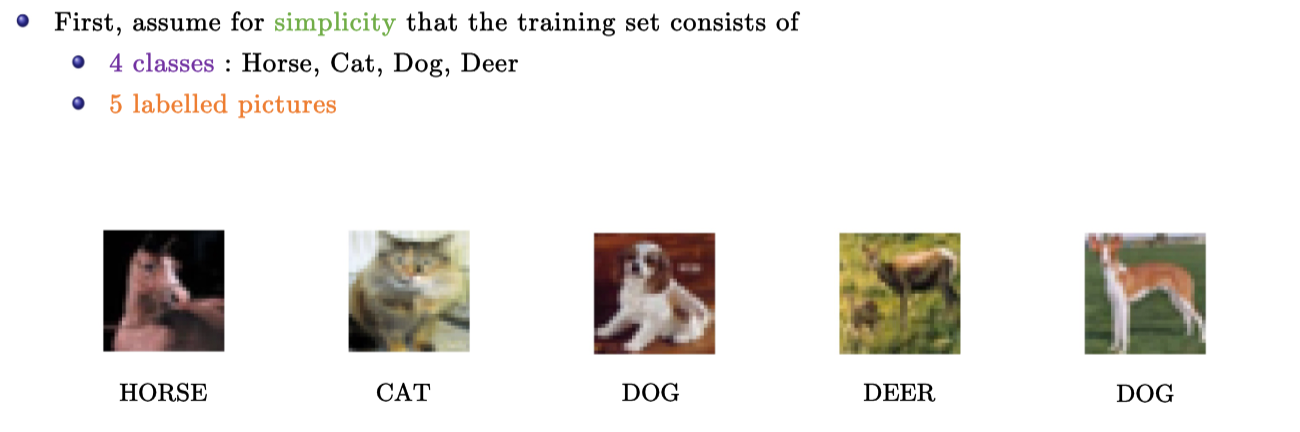 First, assume for simplicity that the training set consists of
4 classes : Horse, Cat, Dog, Deer
5 labelled pictures
HORSE CAT DOG DEER DOG